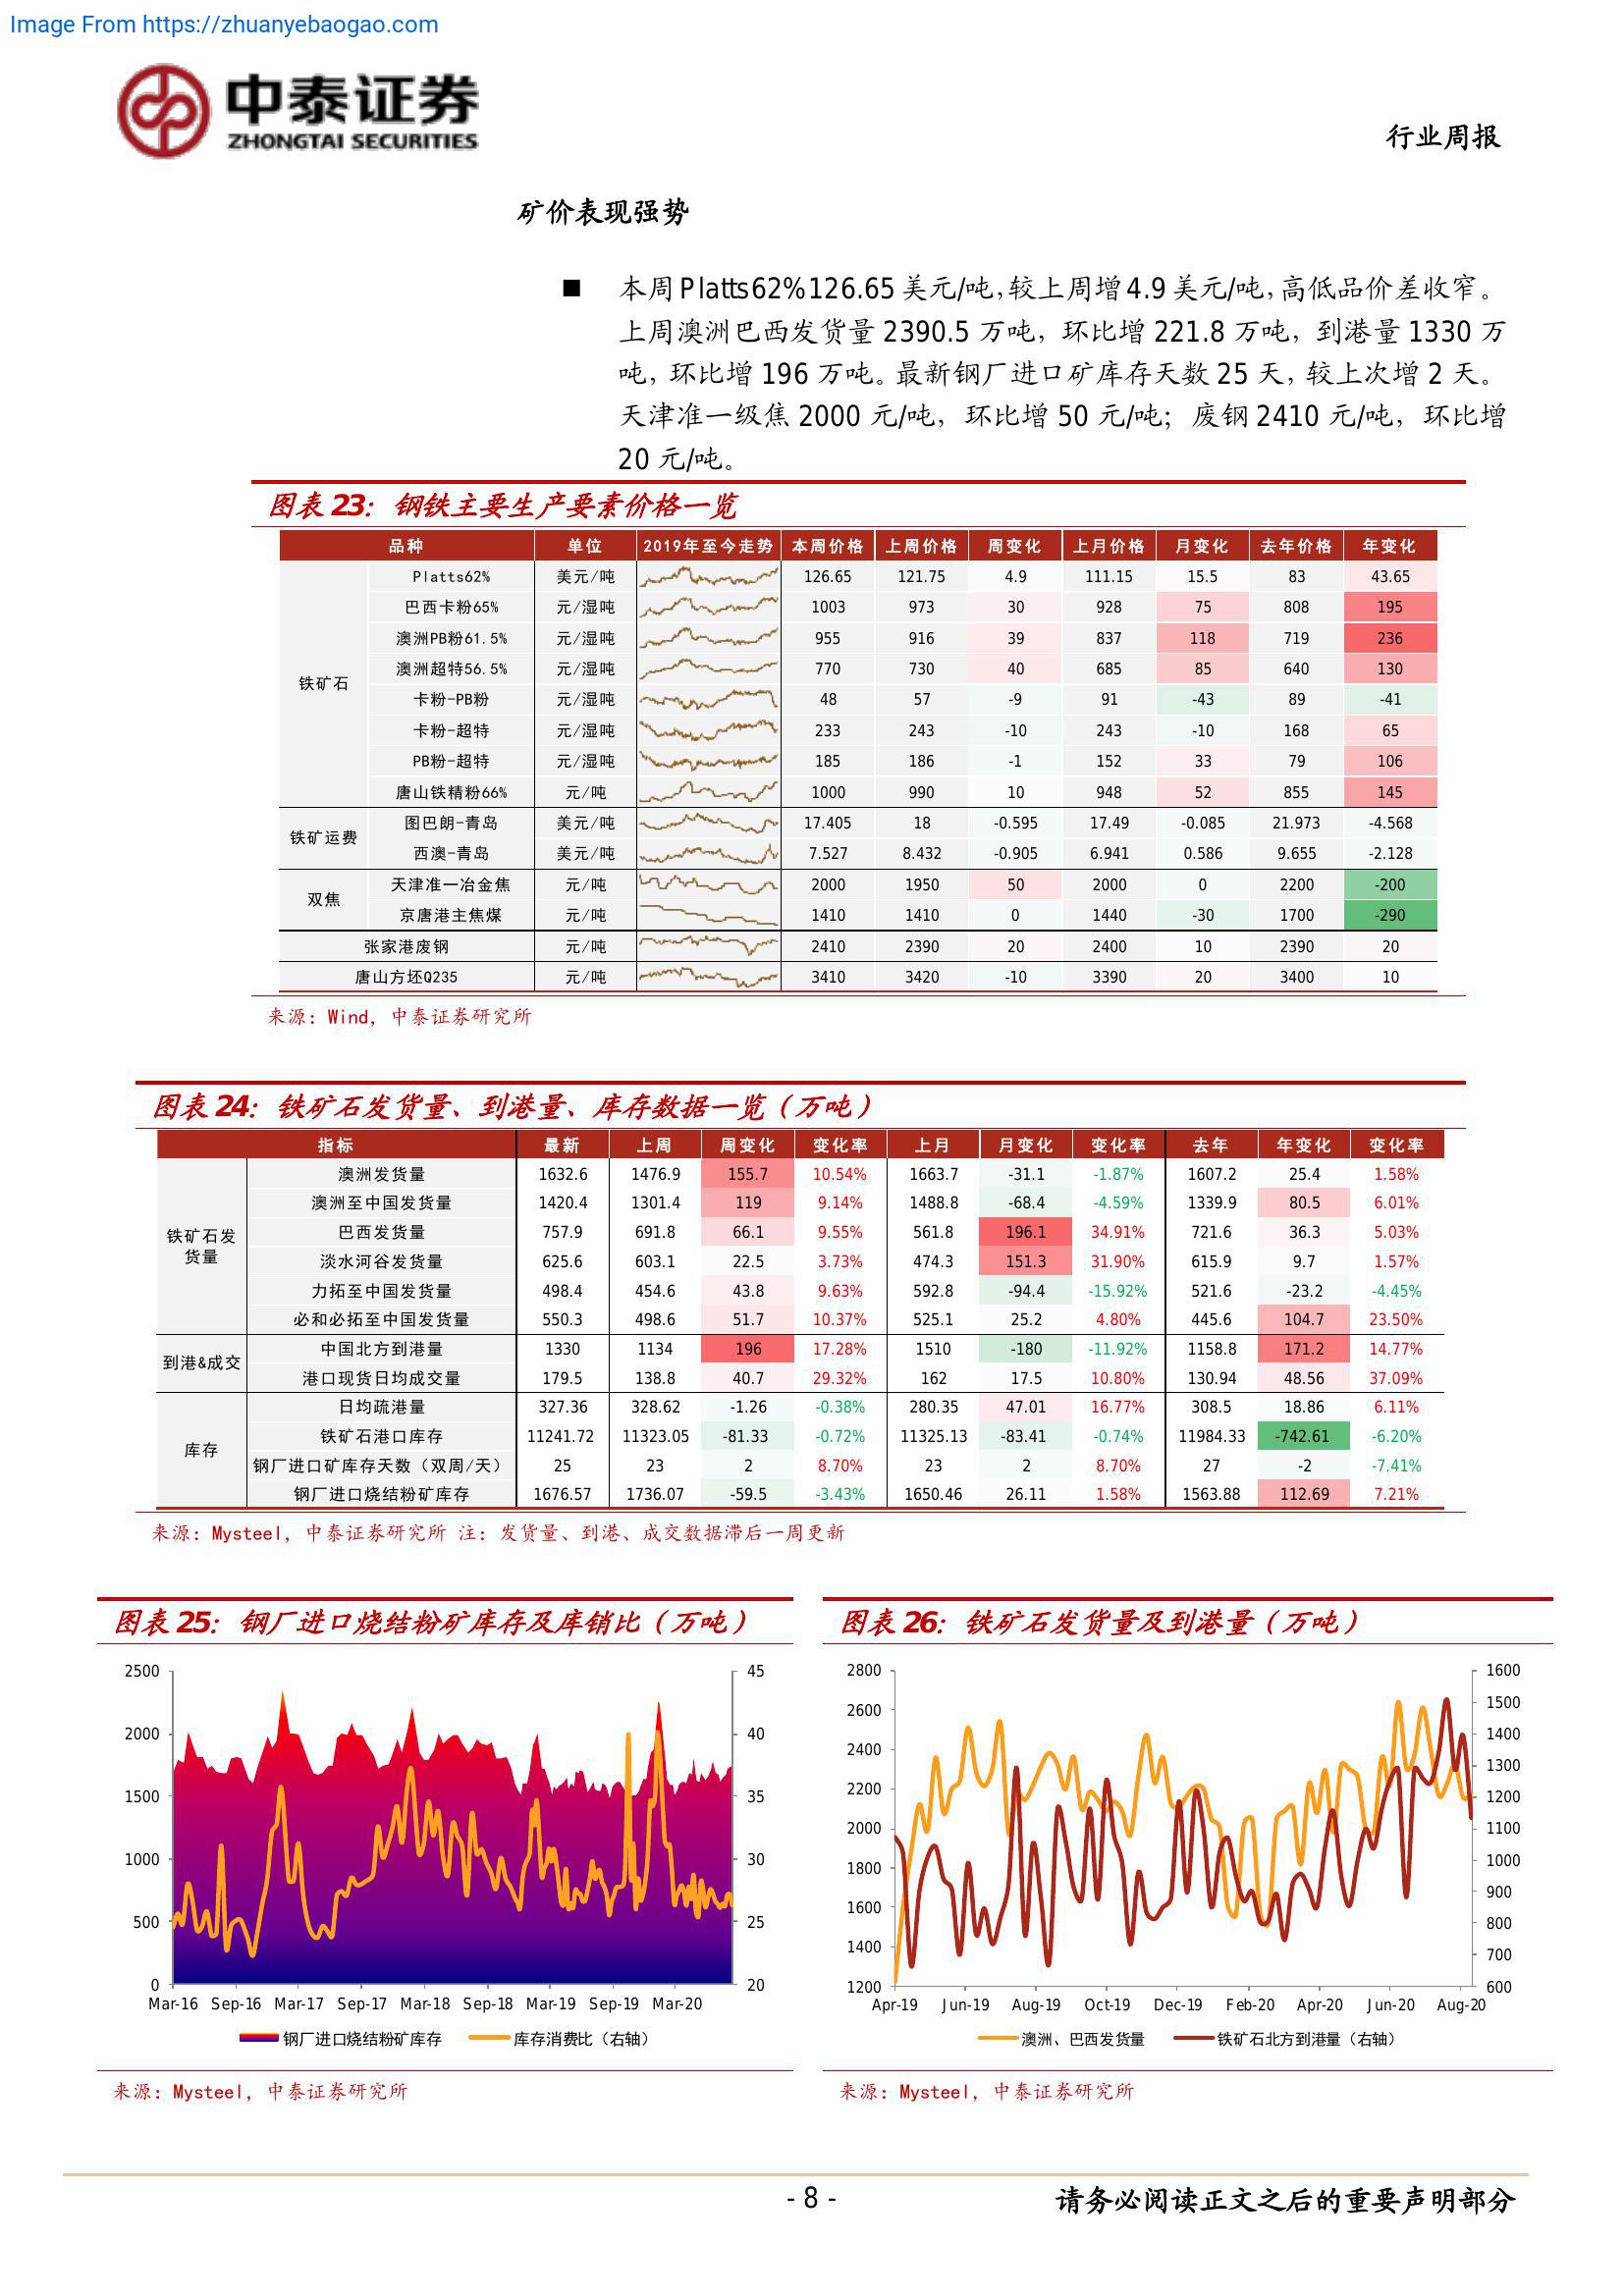 Image From https://zhuanyebaogao.com
中泰证券
ZHONGTAI SECURITIES
行业周报
矿价表现强势
■ 本周Platts62%126.65美元/吨,较上周增4.9美元/吨,高低品价差收窄。
上周澳洲巴西发货量2390.5万吨，环比增221.8万吨，到港量1330万
吨，环比增196万吨。最新钢厂进口矿库存天数25天，较上次增2天。
天津准一级焦2000元/吨，环比增50元/吨；废钢2410元/吨，环比增
20元/吨。
图表23：钢铁主要生产要素价格一览
品种 单位 2019年至今走势 本周价格 上周价格 周变化 上月价格 月变化 去年价格 年变化
铁矿石
Platts62% 美元/吨 126.65 121.75 4.9 111.15 15.5 83 43.65
巴西卡粉65% 元/湿吨 1003 973 30 928 75 808 195
澳洲PB粉61.5% 元/湿吨 955 916 39 837 118 719 236
澳洲超特56.5% 元/湿吨 770 730 40 685 85 640 130
卡粉-PB粉 元/湿吨 48 57 -9 91 -43 89 -41
卡粉-超特 元/湿吨 233 243 -10 243 -10 168 65
PB粉-超特 元/湿吨 185 186 -1 152 33 79 106
唐山铁精粉66% 元/吨 1000 990 10 948 52 855 145
铁矿运费
图巴朗-青岛 美元/吨 17.405 18 -0.595 17.49 -0.085 21.973 -4.568
西澳-青岛 美元/吨 7.527 8.432 -0.905 6.941 0.586 9.655 -2.128
双焦
天津准一冶金焦 元/吨 2000 1950 50 2000 0 2200 -200
京唐港主焦煤 元/吨 1410 1410 0 1440 -30 1700 -290
张家港废钢 元/吨 2410 2390 20 2400 10 2390 20
唐山方坯Q235 元/吨 3410 3420 -10 3390 20 3400 10
来源：Wind，中泰证券研究所
图表24：铁矿石发货量、到港量、库存数据一览（万吨）
指标 最新 上周 周变化 变化率 上月 月变化 变化率 去年 年变化 变化率
铁矿石发
货量
澳洲发货量 1632.6 1476.9 155.7 10.54% 1663.7 -31.1 -1.87% 1607.2 25.4 1.58%
澳洲至中国发货量 1420.4 1301.4 119 9.14% 1488.8 -68.4 -4.59% 1339.9 80.5 6.01%
巴西发货量 757.9 691.8 66.1 9.55% 561.8 196.1 34.91% 721.6 36.3 5.03%
淡水河谷发货量 625.6 603.1 22.5 3.73% 474.3 151.3 31.90% 615.9 9.7 1.57%
力拓至中国发货量 498.4 454.6 43.8 9.63% 592.8 -94.4 -15.92% 521.6 -23.2 -4.45%
必和必拓至中国发货量 550.3 498.6 51.7 10.37% 525.1 25.2 4.80% 445.6 104.7 23.50%
到港&成交
中国北方到港量 1330 1134 196 17.28% 1510 -180 -11.92% 1158.8 171.2 14.77%
港口现货日均成交量 179.5 138.8 40.7 29.32% 162 17.5 10.80% 130.94 48.56 37.09%
库存
日均疏港量 327.36 328.62 -1.26 -0.38% 280.35 47.01 16.77% 308.5 18.86 6.11%
铁矿石港口库存 11241.72 11323.05 -81.33 -0.72% 11325.13 -83.41 -0.74% 11984.33 -742.61 -6.20%
钢厂进口矿库存天数（双周/天） 25 23 2 8.70% 23 2 8.70% 27 -2 -7.41%
钢厂进口烧结粉矿库存 1676.57 1736.07 -59.5 -3.43% 1650.46 26.11 1.58% 1563.88 112.69 7.21%
来源：Mysteel，中泰证券研究所 注：发货量、到港、成交数据滞后一周更新
图表25：钢厂进口烧结粉矿库存及库销比（万吨）
2500 45
2000 40
1500 35
1000 30
500 25
0 20
Mar-16 Sep-16 Mar-17 Sep-17 Mar-18 Sep-18 Mar-19 Sep-19 Mar-20
钢厂进口烧结粉矿库存 库存消费比（右轴）
来源：Mysteel，中泰证券研究所
图表26：铁矿石发货量及到港量（万吨）
2800 1600
2600 1500
2400 1400
2200 1300
2000 1200
1800 1100
1600 1000
1400 900
1200 800
700
600
Apr-19 Jun-19 Aug-19 Oct-19 Dec-19 Feb-20 Apr-20 Jun-20 Aug-20
澳洲、巴西发货量 铁矿石北方到港量（右轴）
来源：Mysteel，中泰证券研究所
- 8 -
请务必阅读正文之后的重要声明部分